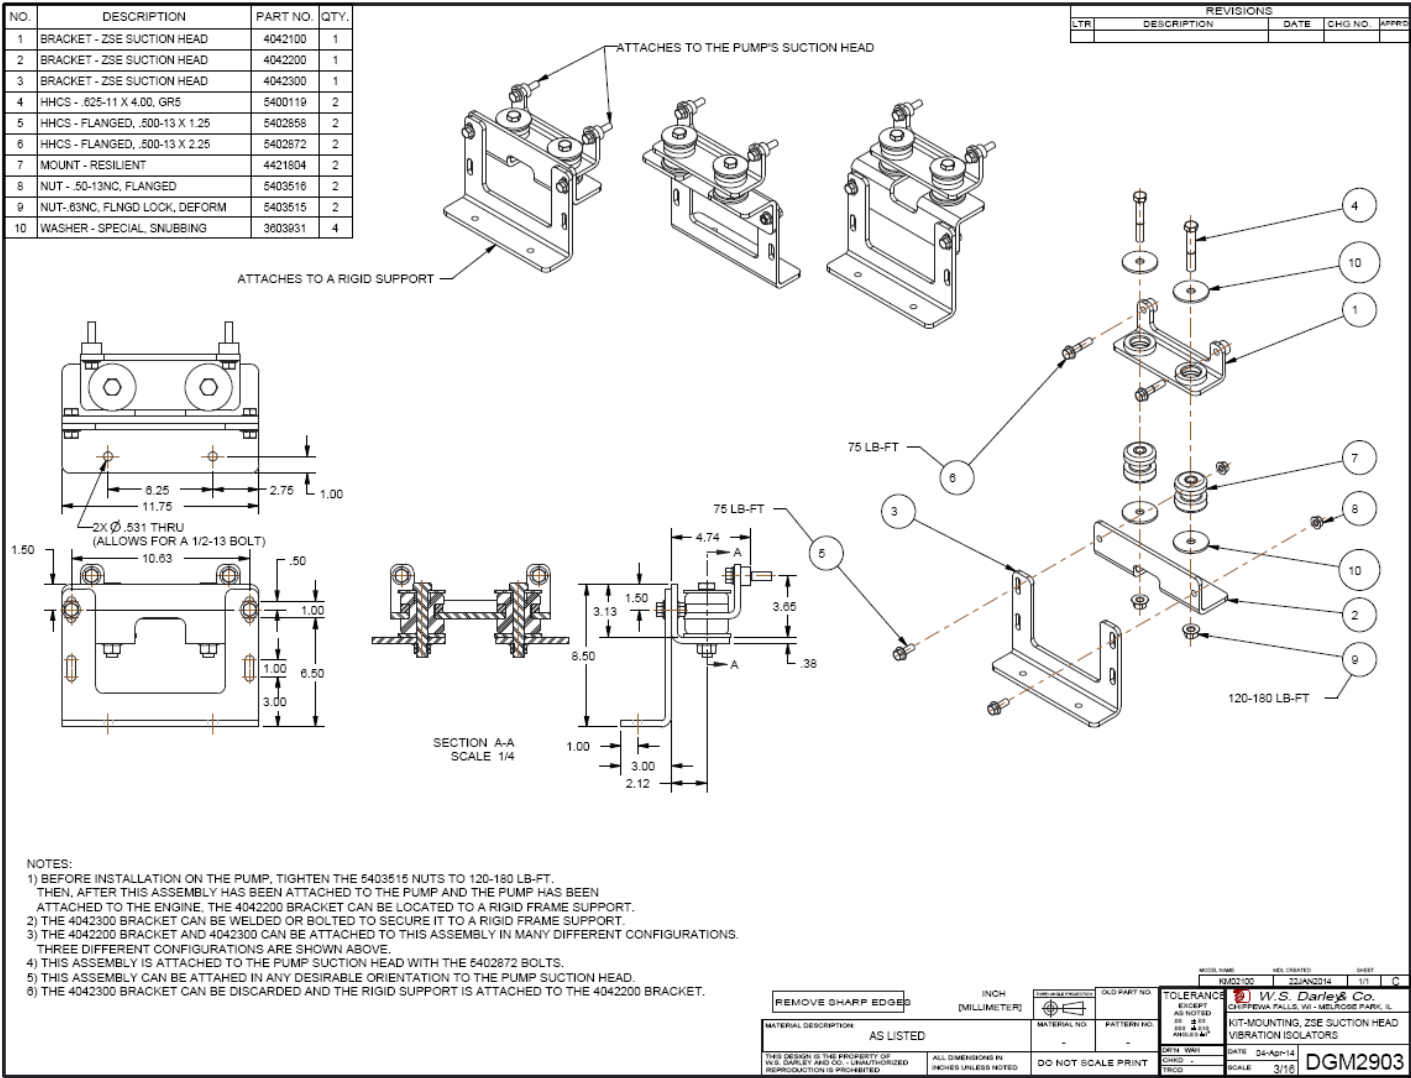 NO. DESCRIPTION PART NO. QTY.
1 BRACKET - ZSE SUCTION HEAD 4042100 1
2 BRACKET - ZSE SUCTION HEAD 4042200 1
3 BRACKET - ZSE SUCTION HEAD 4042300 1
4 HHCS - .625-11 X 4.00, GR5 5400119 2
5 HHCS - FLANGED, .500-13 X 1.25 5402858 2
6 HHCS - FLANGED, .500-13 X 2.25 5402872 2
7 MOUNT - RESILIENT 4421804 2
8 NUT - .50-13NC, FLANGED 5403516 2
9 NUT-.63NC, FLNGD LOCK, DEFORM 5403515 2
10 WASHER - SPECIAL, SNUBBING 3603931 4
REVISIONS
LTR DESCRIPTION DATE CHG NO. APPR'D
ATTACHES TO THE PUMP'S SUCTION HEAD
ATTACHES TO A RIGID SUPPORT
4
10
1
75 LB-FT
6
7
3
8
75 LB-FT
5
10
2
9
120-180 LB-FT
6.25
2.75
1.00
11.75
2X Ø .531 THRU
(ALLOWS FOR A 1/2-13 BOLT)
1.50
10.63
.50
1.00
1.00
6.50
3.00
SECTION A-A
SCALE 1/4
4.74
A
1.50
3.13
3.65
8.50
A
.38
1.00
3.00
2.12
NOTES:
1) BEFORE INSTALLATION ON THE PUMP, TIGHTEN THE 5403515 NUTS TO 120-180 LB-FT.
THEN, AFTER THIS ASSEMBLY HAS BEEN ATTACHED TO THE PUMP AND THE PUMP HAS BEEN
ATTACHED TO THE ENGINE, THE 4042200 BRACKET CAN BE LOCATED TO A RIGID FRAME SUPPORT.
2) THE 4042300 BRACKET CAN BE WELDED OR BOLTED TO SECURE IT TO A RIGID FRAME SUPPORT.
3) THE 4042200 BRACKET AND 4042300 CAN BE ATTACHED TO THIS ASSEMBLY IN MANY DIFFERENT CONFIGURATIONS.
THREE DIFFERENT CONFIGURATIONS ARE SHOWN ABOVE.
4) THIS ASSEMBLY IS ATTACHED TO THE PUMP SUCTION HEAD WITH THE 5402872 BOLTS.
5) THIS ASSEMBLY CAN BE ATTAHED IN ANY DESIRABLE ORIENTATION TO THE PUMP SUCTION HEAD.
6) THE 4042300 BRACKET CAN BE DISCARDED AND THE RIGID SUPPORT IS ATTACHED TO THE 4042200 BRACKET.
MODEL NAME MDL CREATED SHEET
KM02100 22JAN2014 1/1 C
REMOVE SHARP EDGES
INCH
[MILLIMETER]
THIRD ANGLE PROJECTION
OLD PART NO.
MATERIAL DESCRIPTION:
AS LISTED
MATERIAL NO.
-
PATTERN NO.
-
THIS DESIGN IS THE PROPERTY OF
W.S. DARLEY AND CO. - UNAUTHORIZED
REPRODUCTION IS PROHIBITED
ALL DIMENSIONS IN
INCHES UNLESS NOTED
DO NOT SCALE PRINT
TOLERANCE
EXCEPT
AS NOTED
ANGLES
DR'N WAH
CHKD -
TRCD
W.S. Darley & Co.
CHIPPEWA FALLS, WI - MELROSE PARK, IL
KIT-MOUNTING, ZSE SUCTION HEAD
VIBRATION ISOLATORS
DATE 04-Apr-14
SCALE 3/16
DGM2903